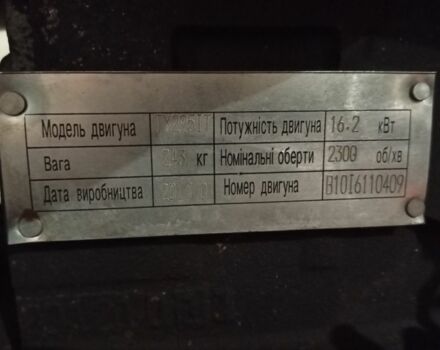 Модель двигуна TY295IT Потужність двигуна 16.2 кВт
Вага кг Номінальні оберти 2300 об/хв
Дата виробництва Номер двигуна B10I6110409